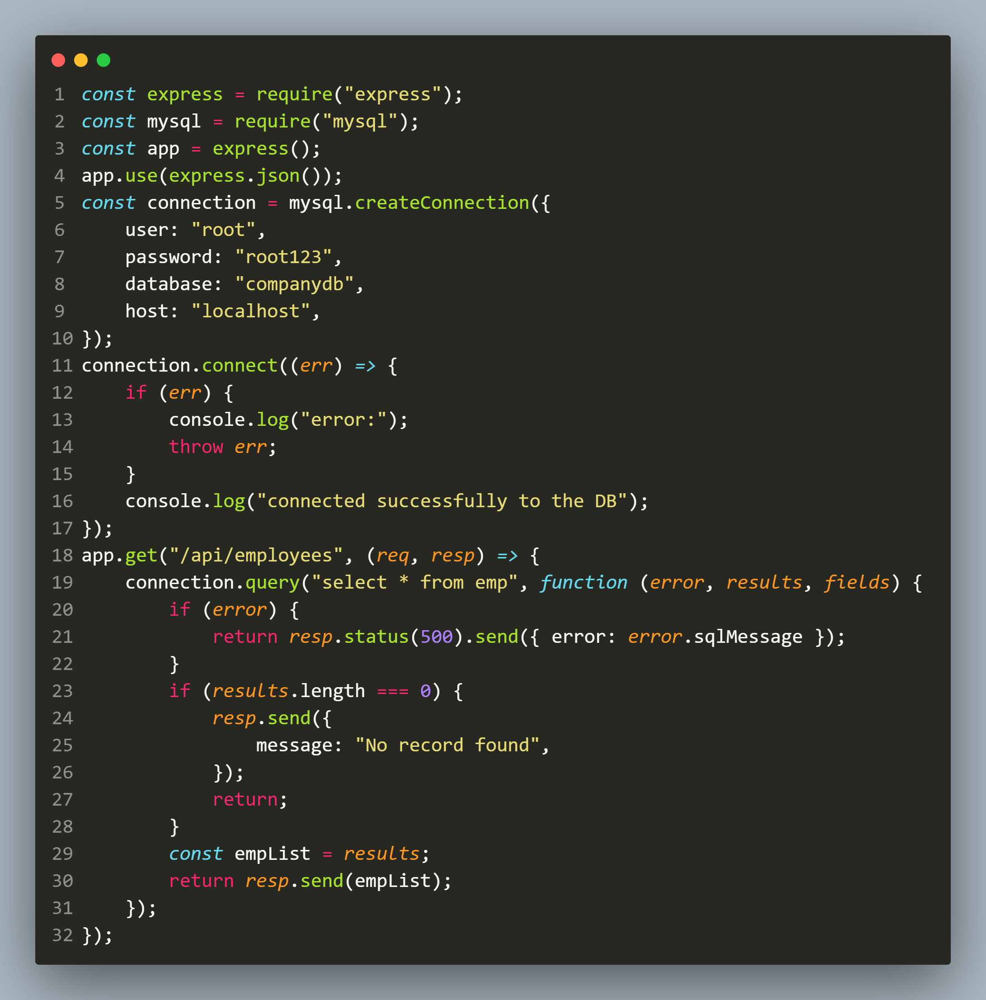 1 const express = require("express");
2 const mysql = require("mysql");
3 const app = express();
4 app.use(express.json());
5 const connection = mysql.createConnection({
6     user: "root",
7     password: "root123",
8     database: "companydb",
9     host: "localhost",
10 });
11 connection.connect((err) => {
12     if (err) {
13         console.log("error:");
14         throw err;
15     }
16     console.log("connected successfully to the DB");
17 });
18 app.get("/api/employees", (req, resp) => {
19     connection.query("select * from emp", function (error, results, fields) {
20         if (error) {
21             return resp.status(500).send({ error: error.sqlMessage });
22         }
23         if (results.length === 0) {
24             resp.send({
25                 message: "No record found",
26             });
27             return;
28         }
29         const empList = results;
30         return resp.send(empList);
31     });
32 });